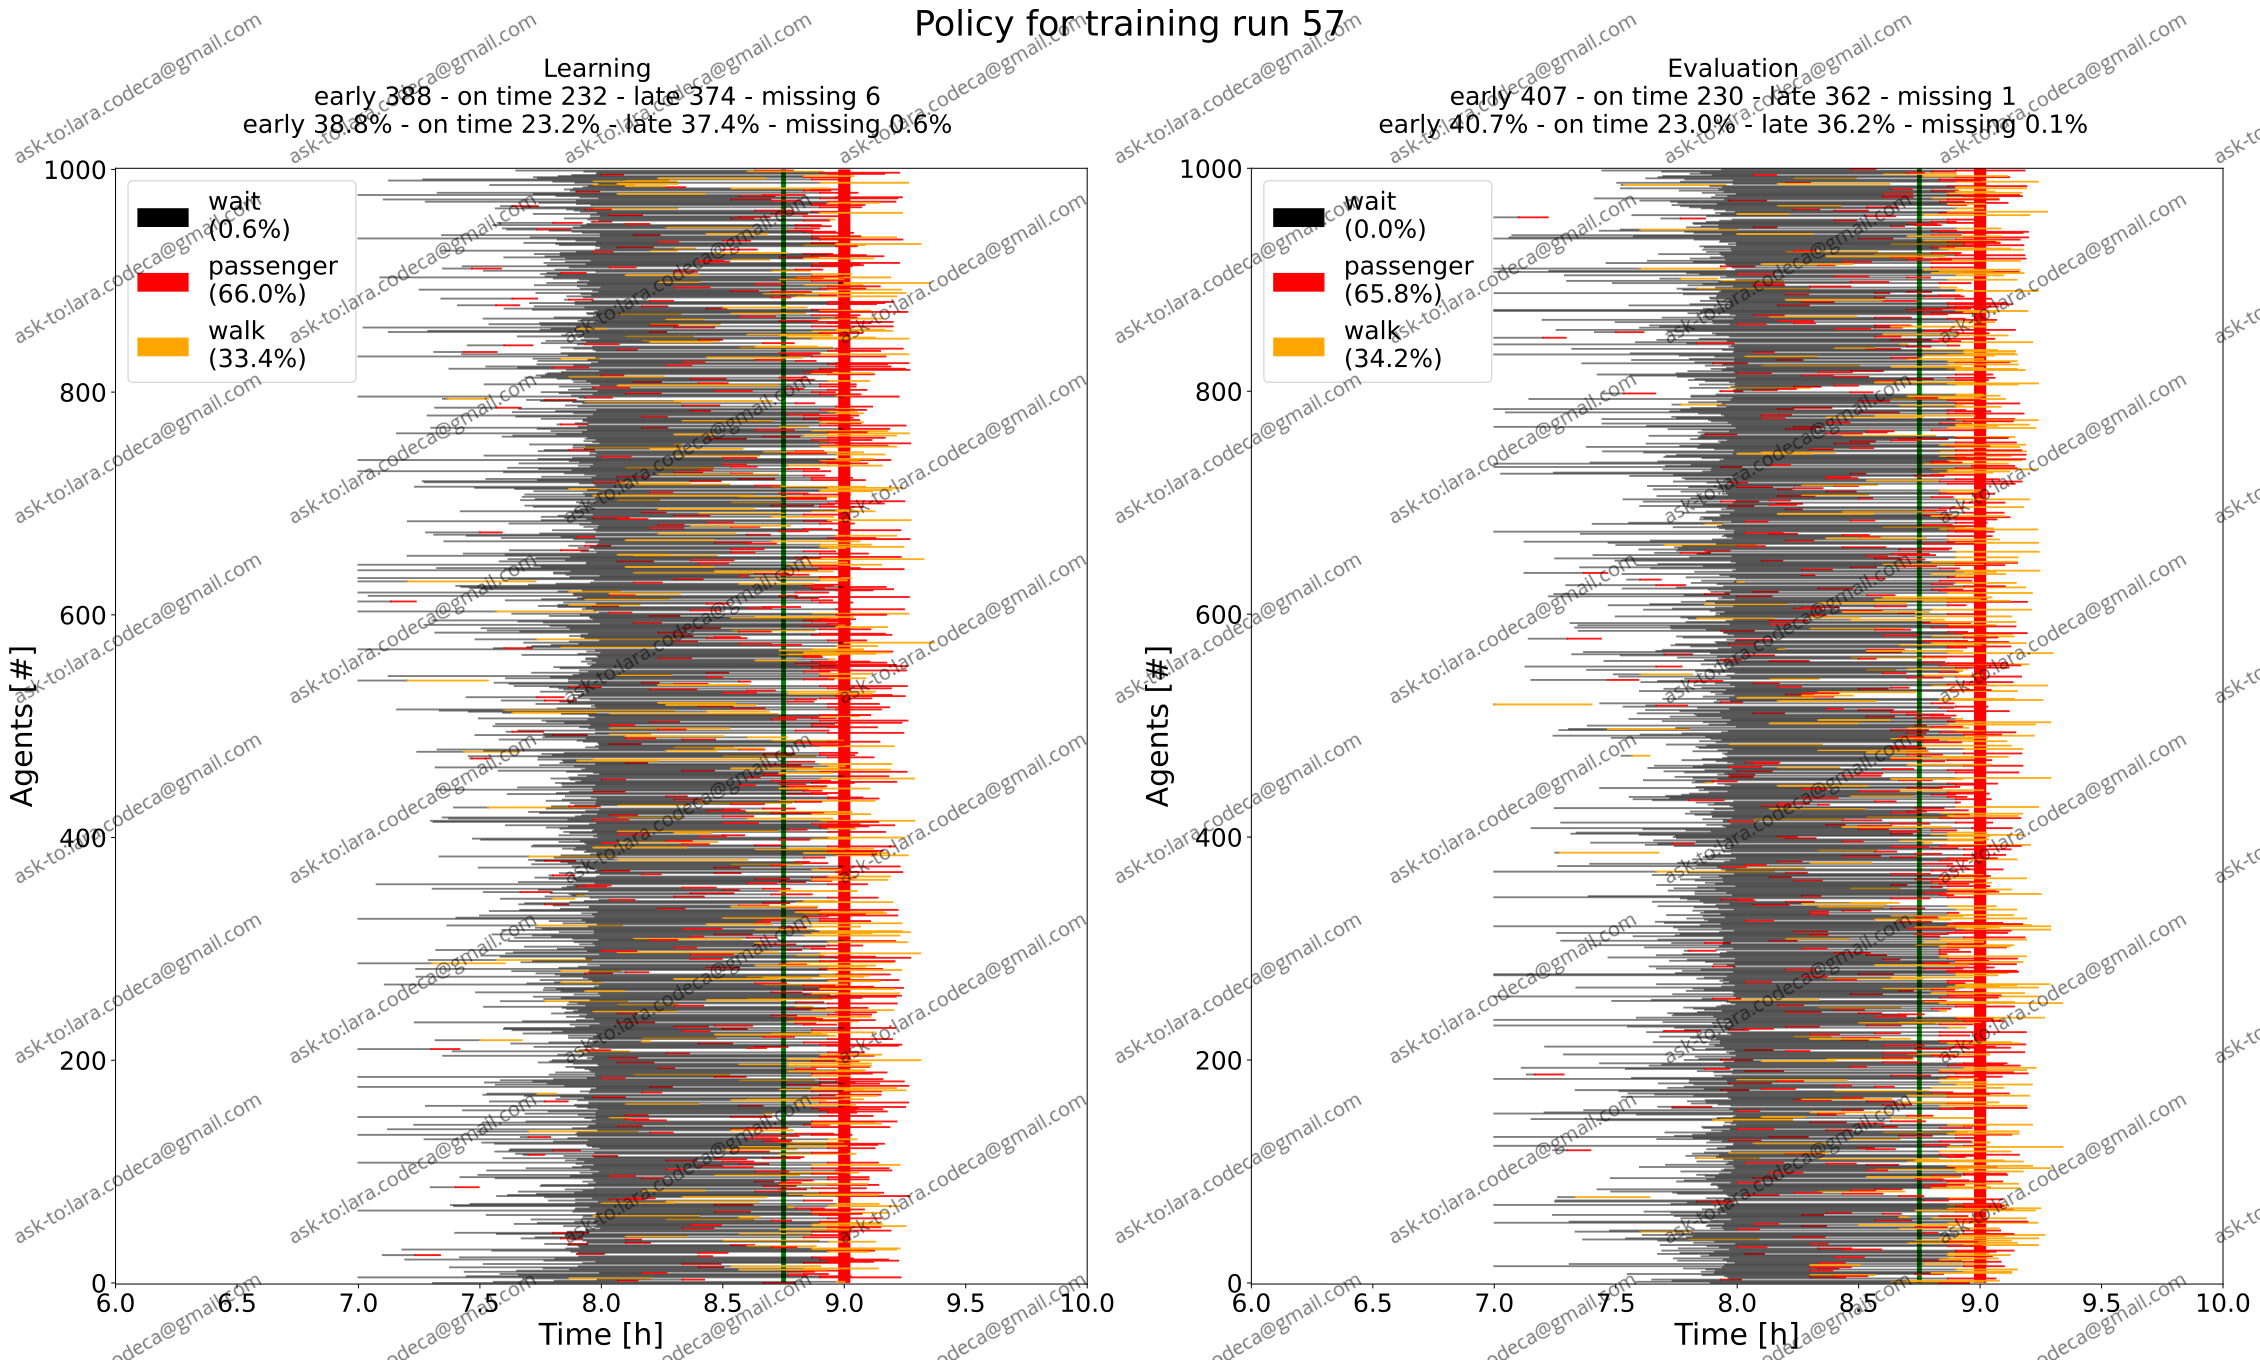 Policy for training run 57
Learning
early 388 - on time 232 - late 374 - missing 6
early 38.8% - on time 23.2% - late 37.4% - missing 0.6%
1000
800
600
400
200
0
Agents [#]
wait
(0.6%)
passenger
(66.0%)
walk
(33.4%)
6.0 6.5 7.0 7.5 8.0 8.5 9.0 9.5 10.0
Time [h]
Evaluation
early 407 - on time 230 - late 362 - missing 1
early 40.7% - on time 23.0% - late 36.2% - missing 0.1%
1000
800
600
400
200
0
Agents [#]
wait
(0.0%)
passenger
(65.8%)
walk
(34.2%)
6.0 6.5 7.0 7.5 8.0 8.5 9.0 9.5 10.0
Time [h]
ask-to:lara.codeca@gmail.com